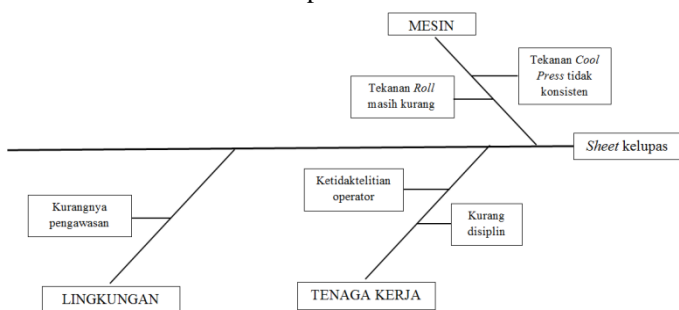 MESIN
Tekanan Cool
Press tidak
konsisten
Tekanan Roll
masih kurang
Sheet kelupas
Ketidaktelitian
operator
Kurangnya
pengawasan
Kurang
disiplin
LINGKUNGAN
TENAGA KERJA